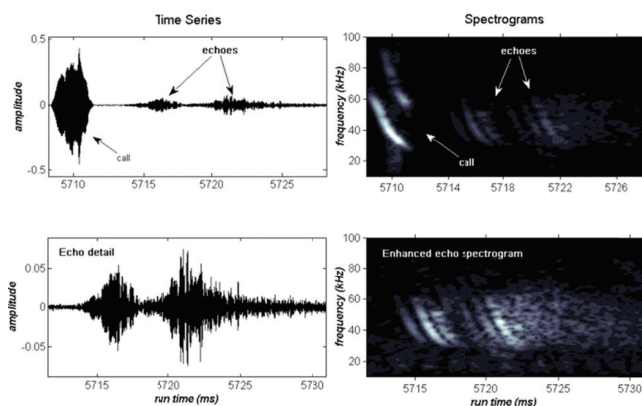 Time Series
Spectrograms
0.5
echoes
amplitude
0
call
-0.5
5710
5715
5720
5725
100
echoes
80
frequency (kHz)
60
40
call
20
5710
5714
5718
5722
5726
Echo detail
0.05
amplitude
0
-0.05
5715
5720
5725
5730
run time (ms)
100
Enhanced echo spectrogram
80
frequency (kHz)
60
40
20
5715
5720
5725
5730
run time (ms)